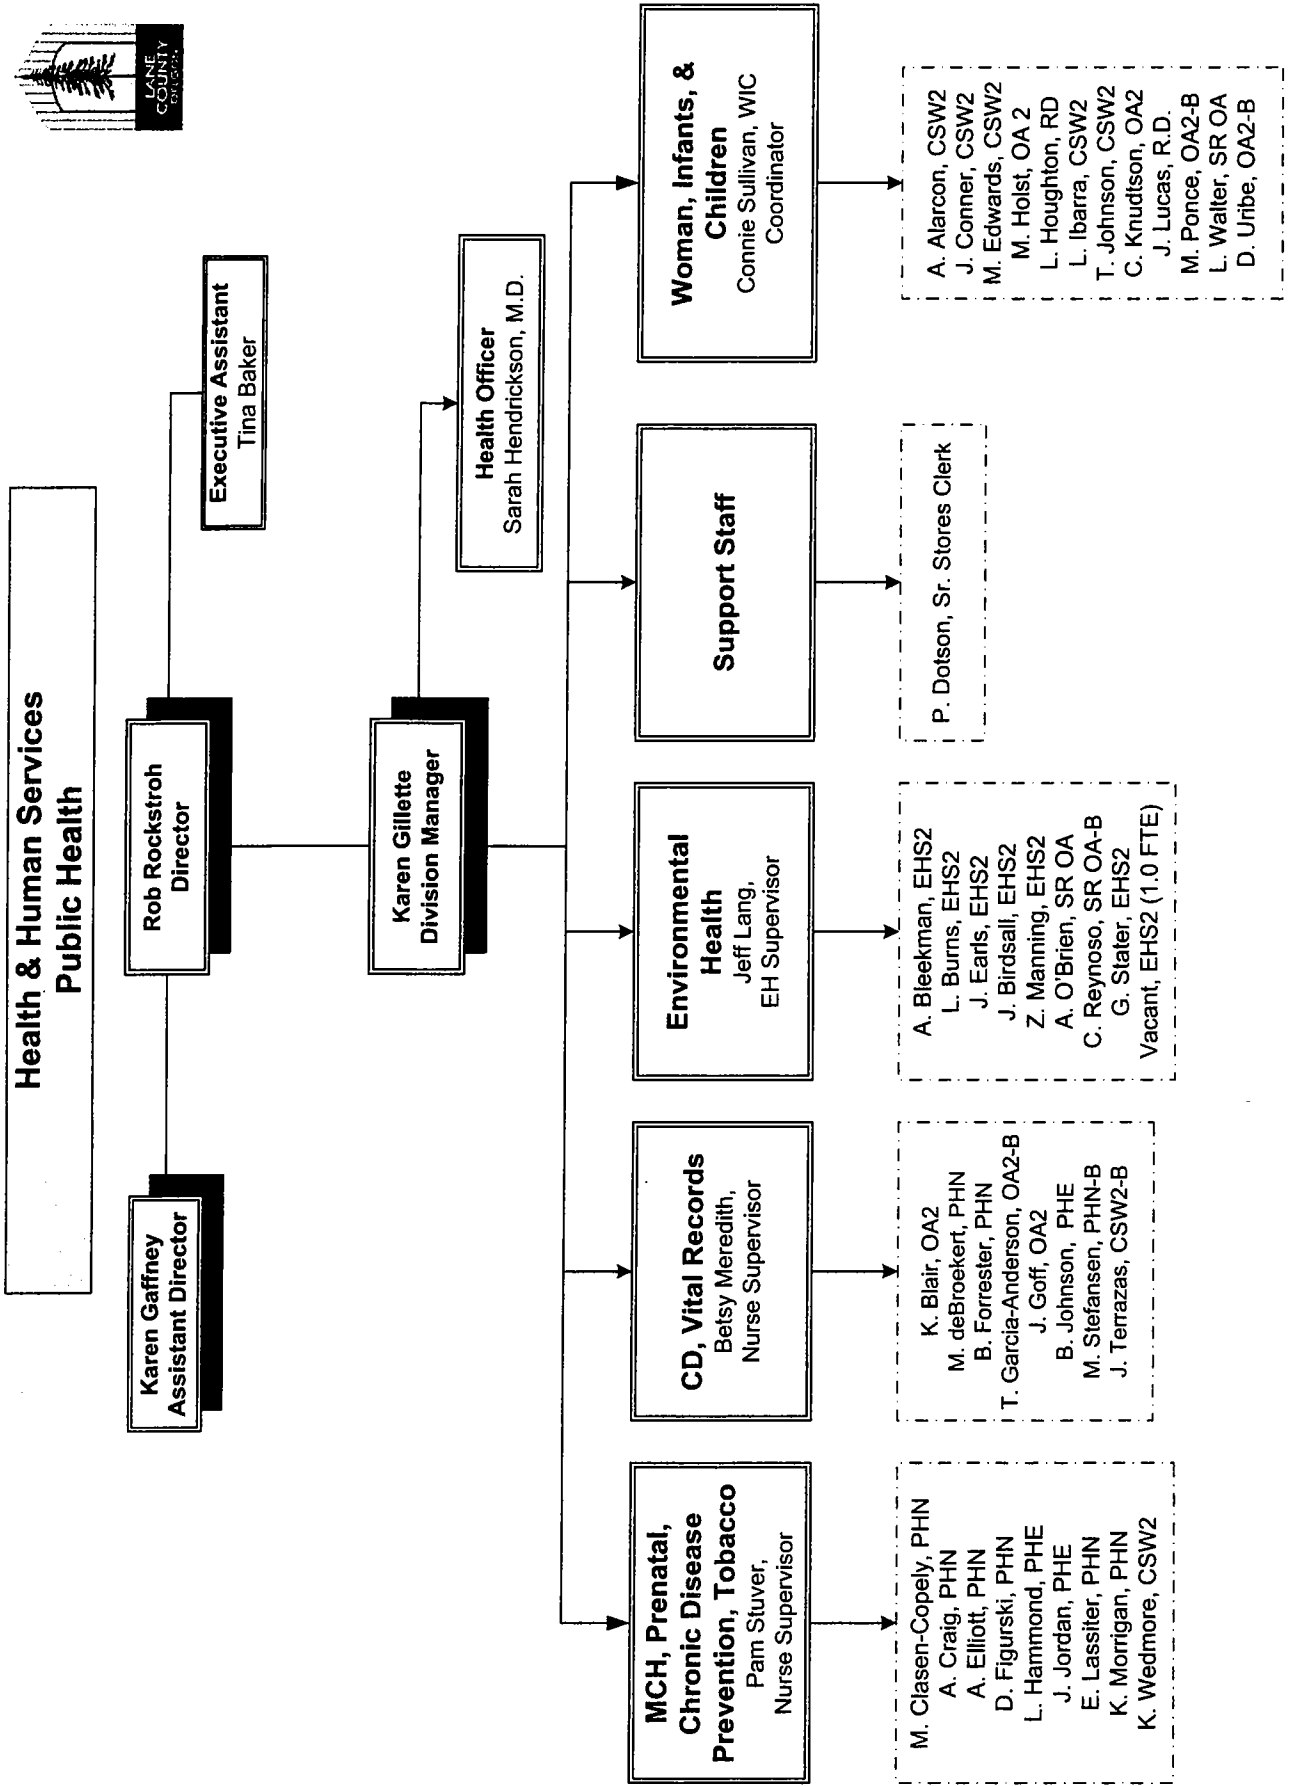 Health & Human Services
Public Health
LANE
COUNTY
OREGON
Karen Gaffney
Assistant Director
Rob Rockstroh
Director
Executive Assistant
Tina Baker
Karen Gillette
Division Manager
Health Officer
Sarah Hendrickson, M.D.
MCH, Prenatal,
Chronic Disease
Prevention, Tobacco
Pam Stuver,
Nurse Supervisor
M. Clasen-Copely, PHN
A. Craig, PHN
A. Elliott, PHN
D. Figurski, PHN
L. Hammond, PHE
J. Jordan, PHE
E. Lassiter, PHN
K. Morrigan, PHN
K. Wedmore, CSW2
CD, Vital Records
Betsy Meredith,
Nurse Supervisor
K. Blair, OA2
M. deBroekert, PHN
B. Forrester, PHN
T. Garcia-Anderson, OA2-B
J. Goff, OA2
B. Johnson, PHE
M. Stefansen, PHN-B
J. Terrazas, CSW2-B
Environmental
Health
Jeff Lang,
EH Supervisor
A. Bleekman, EHS2
L. Burns, EHS2
J. Earls, EHS2
J. Birdsall, EHS2
Z. Manning, EHS2
A. O'Brien, SR OA
C. Reynoso, SR OA-B
G. Stater, EHS2
Vacant, EHS2 (1.0 FTE)
Support Staff
P. Dotson, Sr. Stores Clerk
Woman, Infants, &
Children
Connie Sullivan, WIC
Coordinator
A. Alarcon, CSW2
J. Conner, CSW2
M. Edwards, CSW2
M. Holst, OA 2
L. Houghton, RD
L. Ibarra, CSW2
T. Johnson, CSW2
C. Knudtson, OA2
J. Lucas, R.D.
M. Ponce, OA2-B
L. Walter, SR OA
D. Uribe, OA2-B